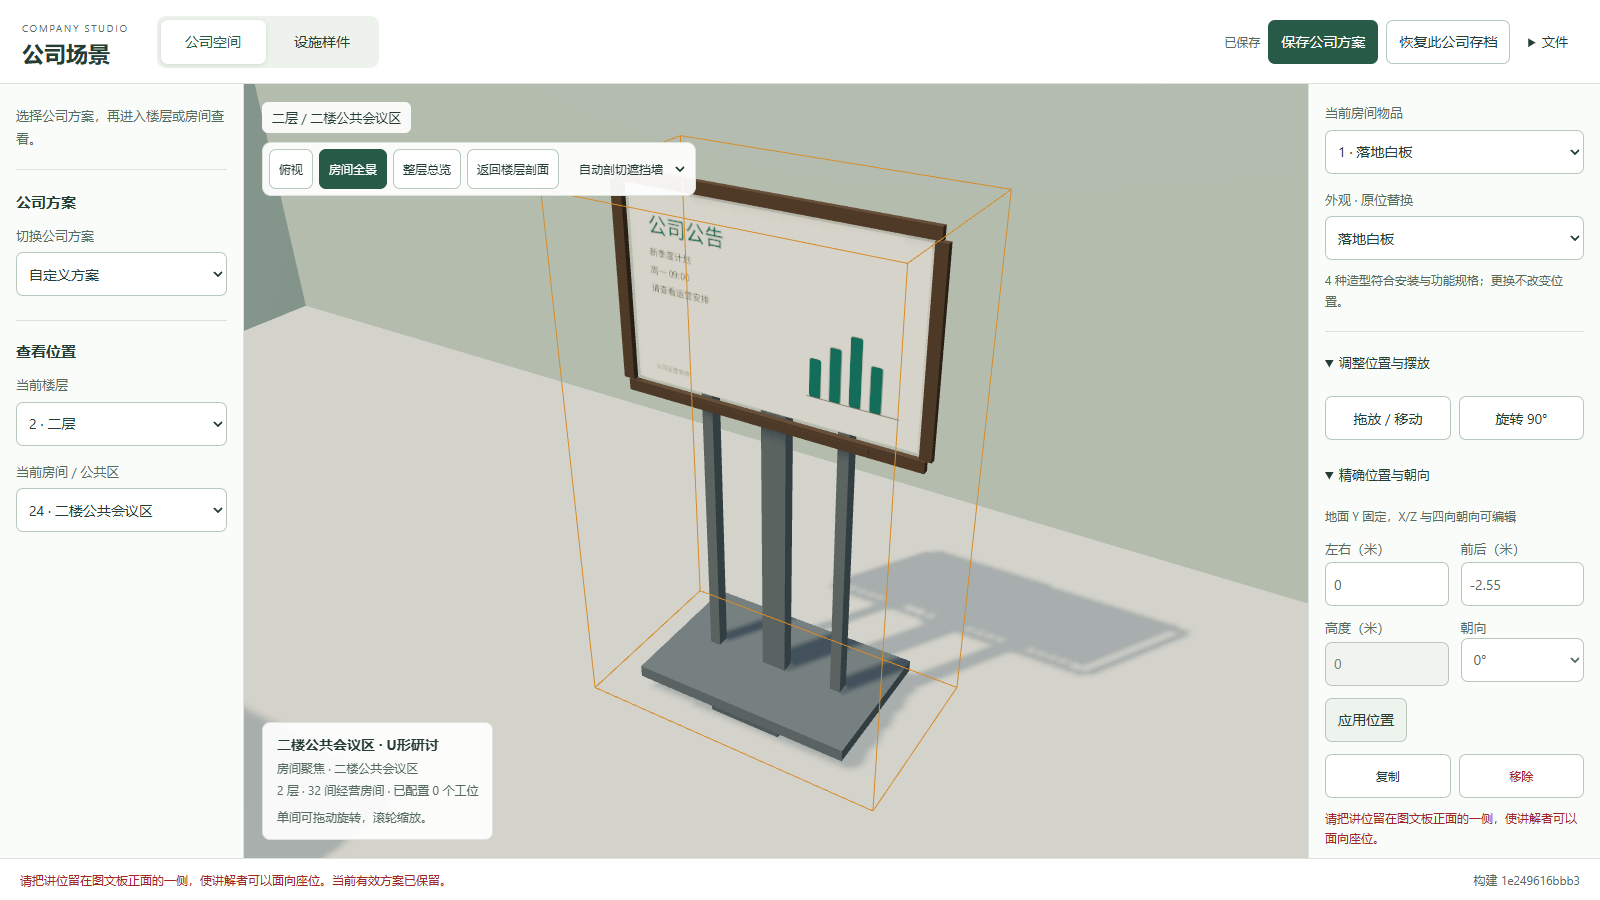 COMPANY STUDIO
公司场景
公司空间
设施样件
已保存
保存公司方案
恢复此公司存档
▶ 文件
选择公司方案，再进入楼层或房间查看。
公司方案
切换公司方案
自定义方案
查看位置
当前楼层
2 · 二层
当前房间 / 公共区
24 · 二楼公共会议区
二层 / 二楼公共会议区
俯视
房间全景
整层总览
返回楼层剖面
自动剖切遮挡墙
公司公告
新季度计划
周一 09:00
请查看运营安排
二楼公共会议区 · U形研讨
房间聚焦 · 二楼公共会议区
2 层 · 32 间经营房间 · 已配置 0 个工位
单间可拖动旋转，滚轮缩放。
当前房间物品
1 · 落地白板
外观 · 原位替换
落地白板
4 种造型符合安装与功能规格；更换不改变位置。
▼ 调整位置与摆放
拖放 / 移动
旋转 90°
▼ 精确位置与朝向
地面 Y 固定，X/Z 与四向朝向可编辑
左右（米）
前后（米）
0
-2.55
高度（米）
朝向
0
0°
应用位置
复制
移除
请把讲位留在图文板正面的一侧，使讲解者可以面向座位。
请把讲位留在图文板正面的一侧，使讲解者可以面向座位。当前有效方案已保留。
构建 1e249616bbb3